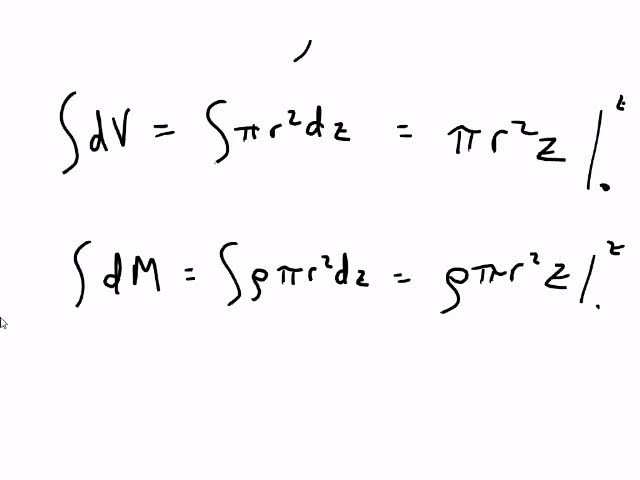 ∫dV = ∫πr²dz = πr²z |₀ᶻ
∫dM = ∫ρπr²dz = ρπr²z |₀ᶻ